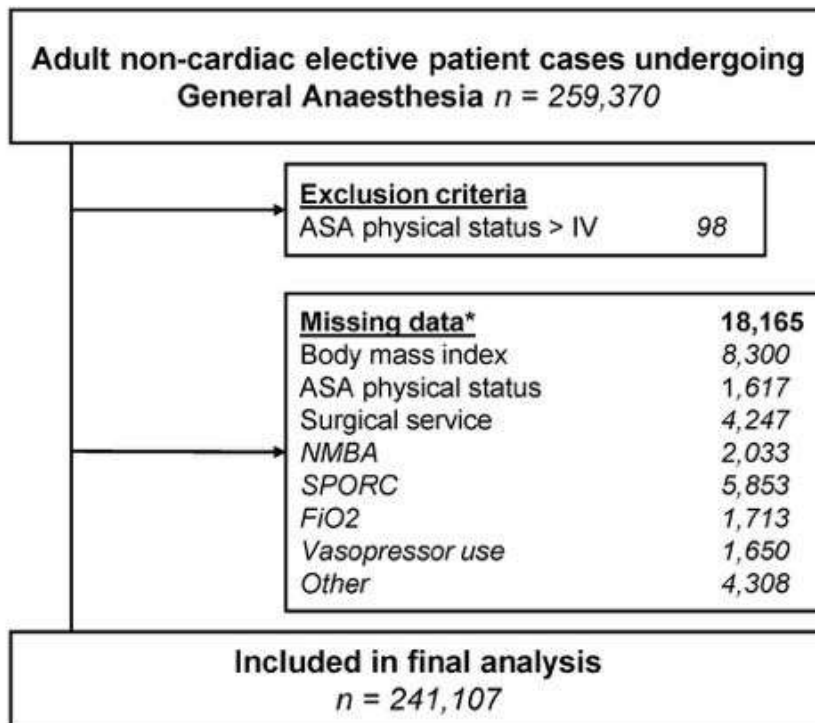 Adult non-cardiac elective patient cases undergoing
General Anaesthesia n = 259,370
Exclusion criteria
ASA physical status > IV 98
Missing data* 18,165
Body mass index 8,300
ASA physical status 1,617
Surgical service 4,247
NMBA 2,033
SPORC 5,853
FiO2 1,713
Vasopressor use 1,650
Other 4,308
Included in final analysis
n = 241,107